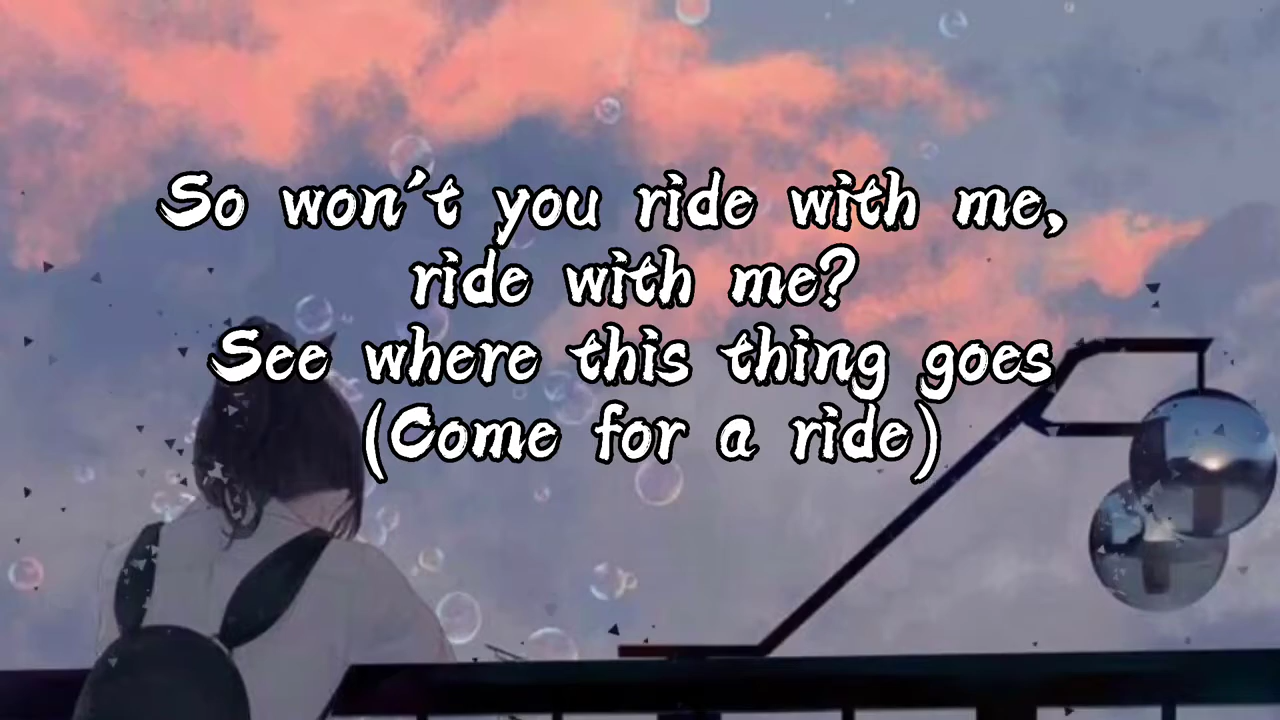 So won't you ride with me,
ride with me?
See where this thing goes
(Come for a ride)